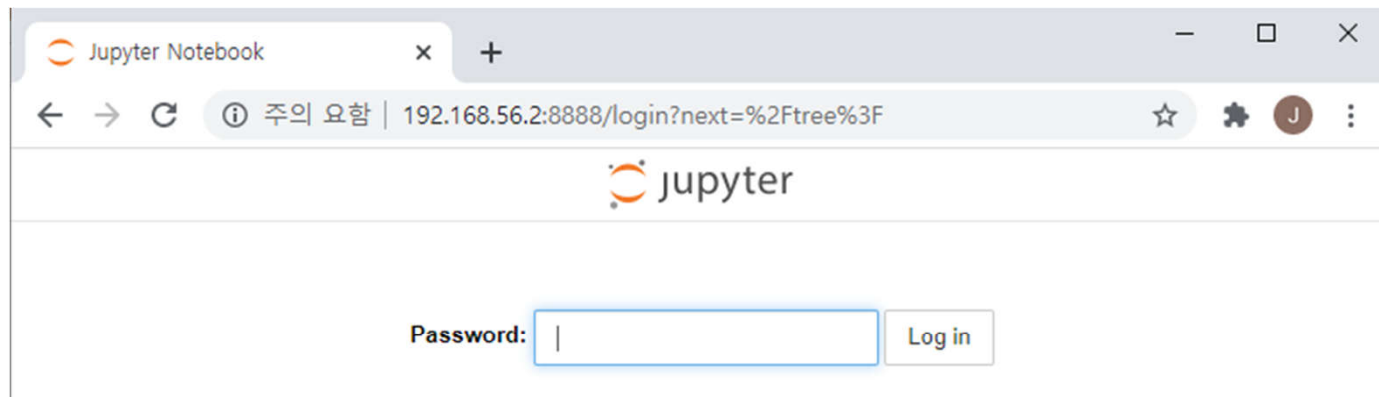 Jupyter Notebook
주의 요함 | 192.168.56.2:8888/login?next=%2Ftree%3F
J
jupyter
Password: Log in